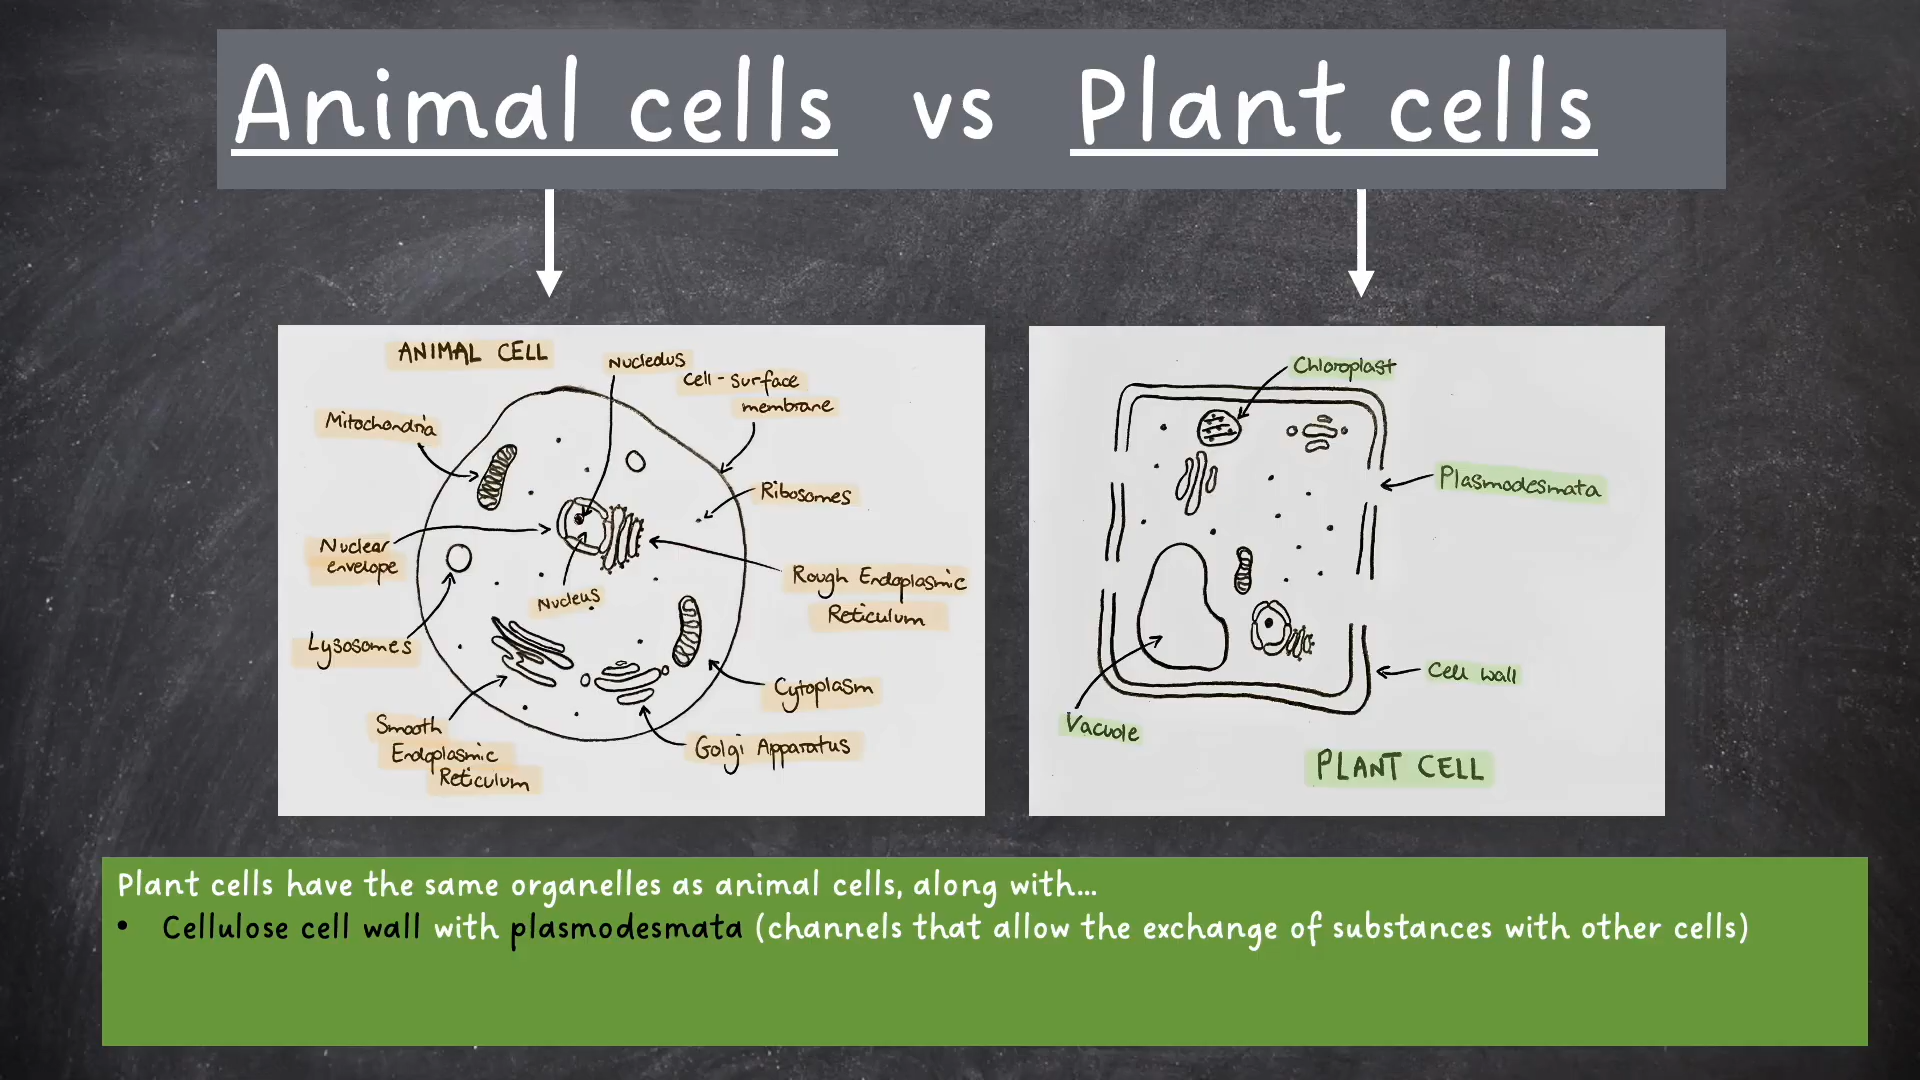 Animal cells vs Plant cells
ANIMAL CELL
Nucleolus
Cell-surface
membrane
Mitochondria
Ribosomes
Nuclear
envelope
Nucleus
Rough Endoplasmic
Reticulum
Lysosomes
Cytoplasm
Smooth
Endoplasmic
Reticulum
Golgi Apparatus
Chloroplast
Plasmodesmata
Cell wall
Vacuole
PLANT CELL
Plant cells have the same organelles as animal cells, along with...
• Cellulose cell wall with plasmodesmata (channels that allow the exchange of substances with other cells)